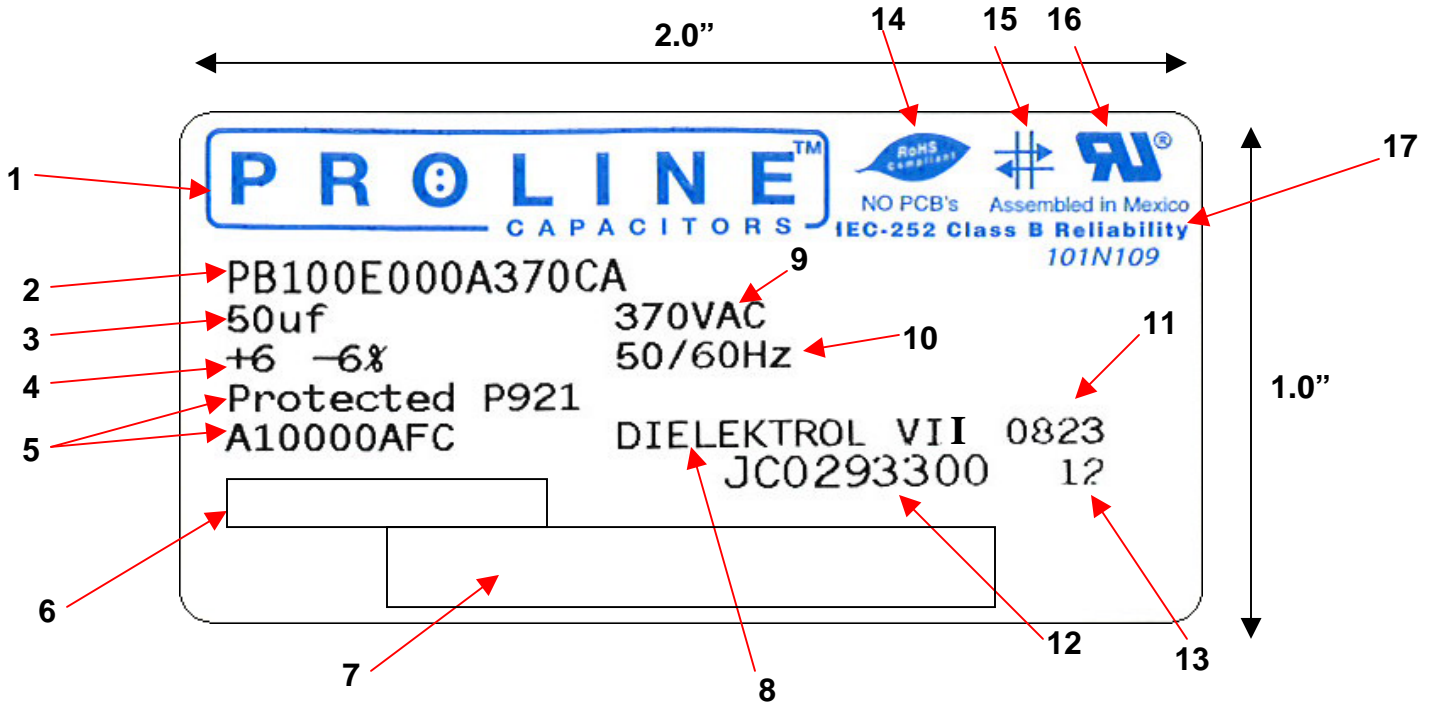 14 15 16
2.0”
PROLINE™
CAPACITORS
RoHS
Compliant
NO PCB's
RU®
Assembled in Mexico
IEC-252 Class B Reliability
101N109
17
1
2
PB100E000A370CA
9
3
50uf 370VAC
4
+6 -6% 50/60Hz
10
11
5
Protected P921
A10000AFC DIELEKTROL VII 0823
JC0293300 12
1.0”
6
7
8
12
13